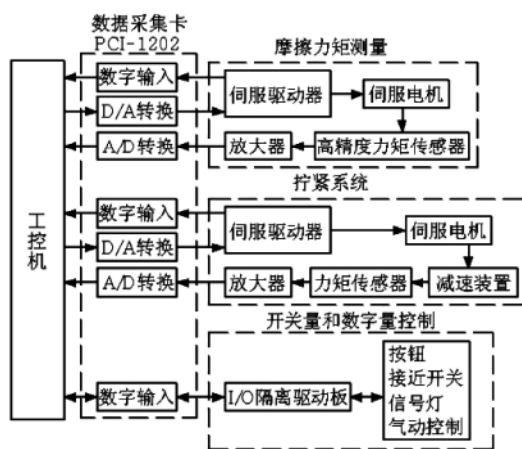 数据采集卡
PCI-1202
摩擦力矩测量
数字输入
D/A转换
A/D转换
伺服驱动器
伺服电机
放大器
高精度力矩传感器
工控机
拧紧系统
数字输入
D/A转换
A/D转换
伺服驱动器
伺服电机
放大器
力矩传感器
减速装置
开关量和数字量控制
数字输入
I/O隔离驱动板
按钮
接近开关
信号灯
气动控制